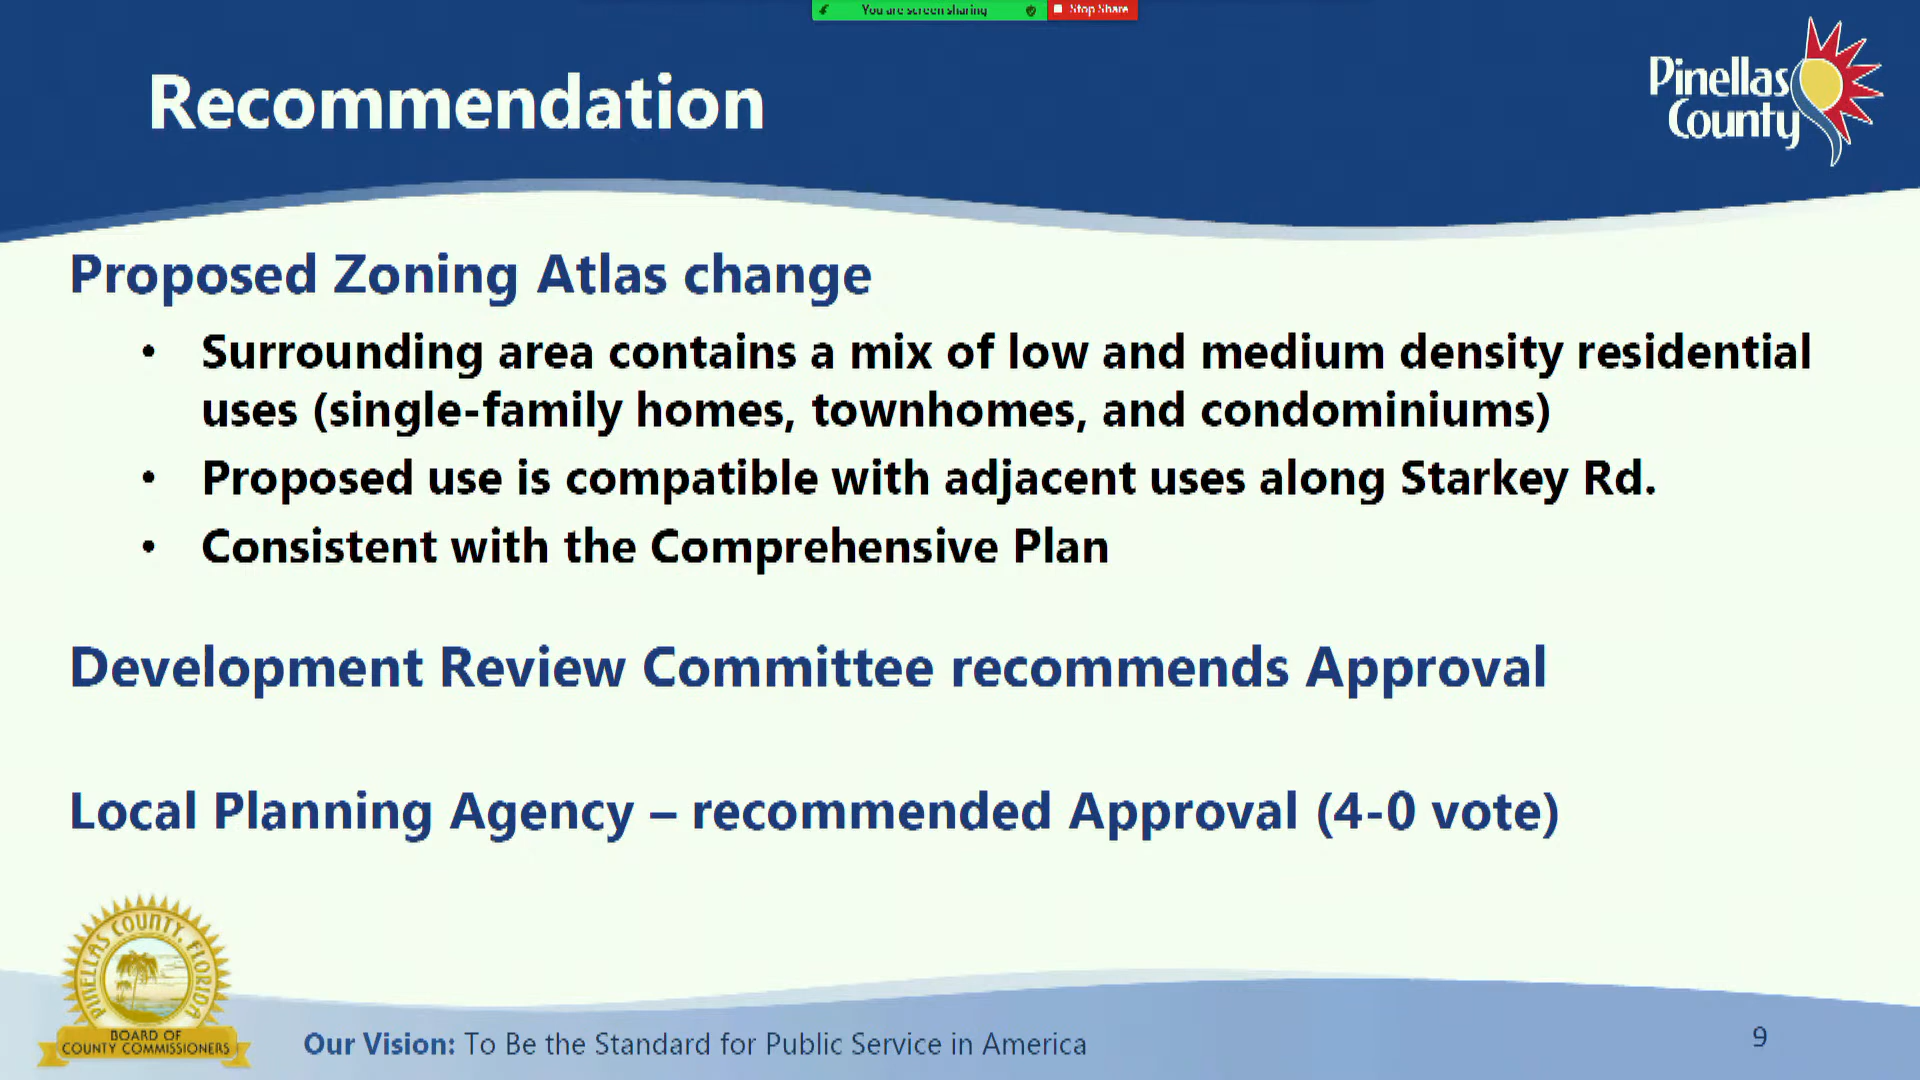 You are screen sharing
Stop Share
Recommendation
Pinellas
County
Proposed Zoning Atlas change
• Surrounding area contains a mix of low and medium density residential
uses (single-family homes, townhomes, and condominiums)
• Proposed use is compatible with adjacent uses along Starkey Rd.
• Consistent with the Comprehensive Plan
Development Review Committee recommends Approval
Local Planning Agency – recommended Approval (4-0 vote)
PINELLAS COUNTY, FLORIDA
BOARD OF
COUNTY COMMISSIONERS
Our Vision: To Be the Standard for Public Service in America
9